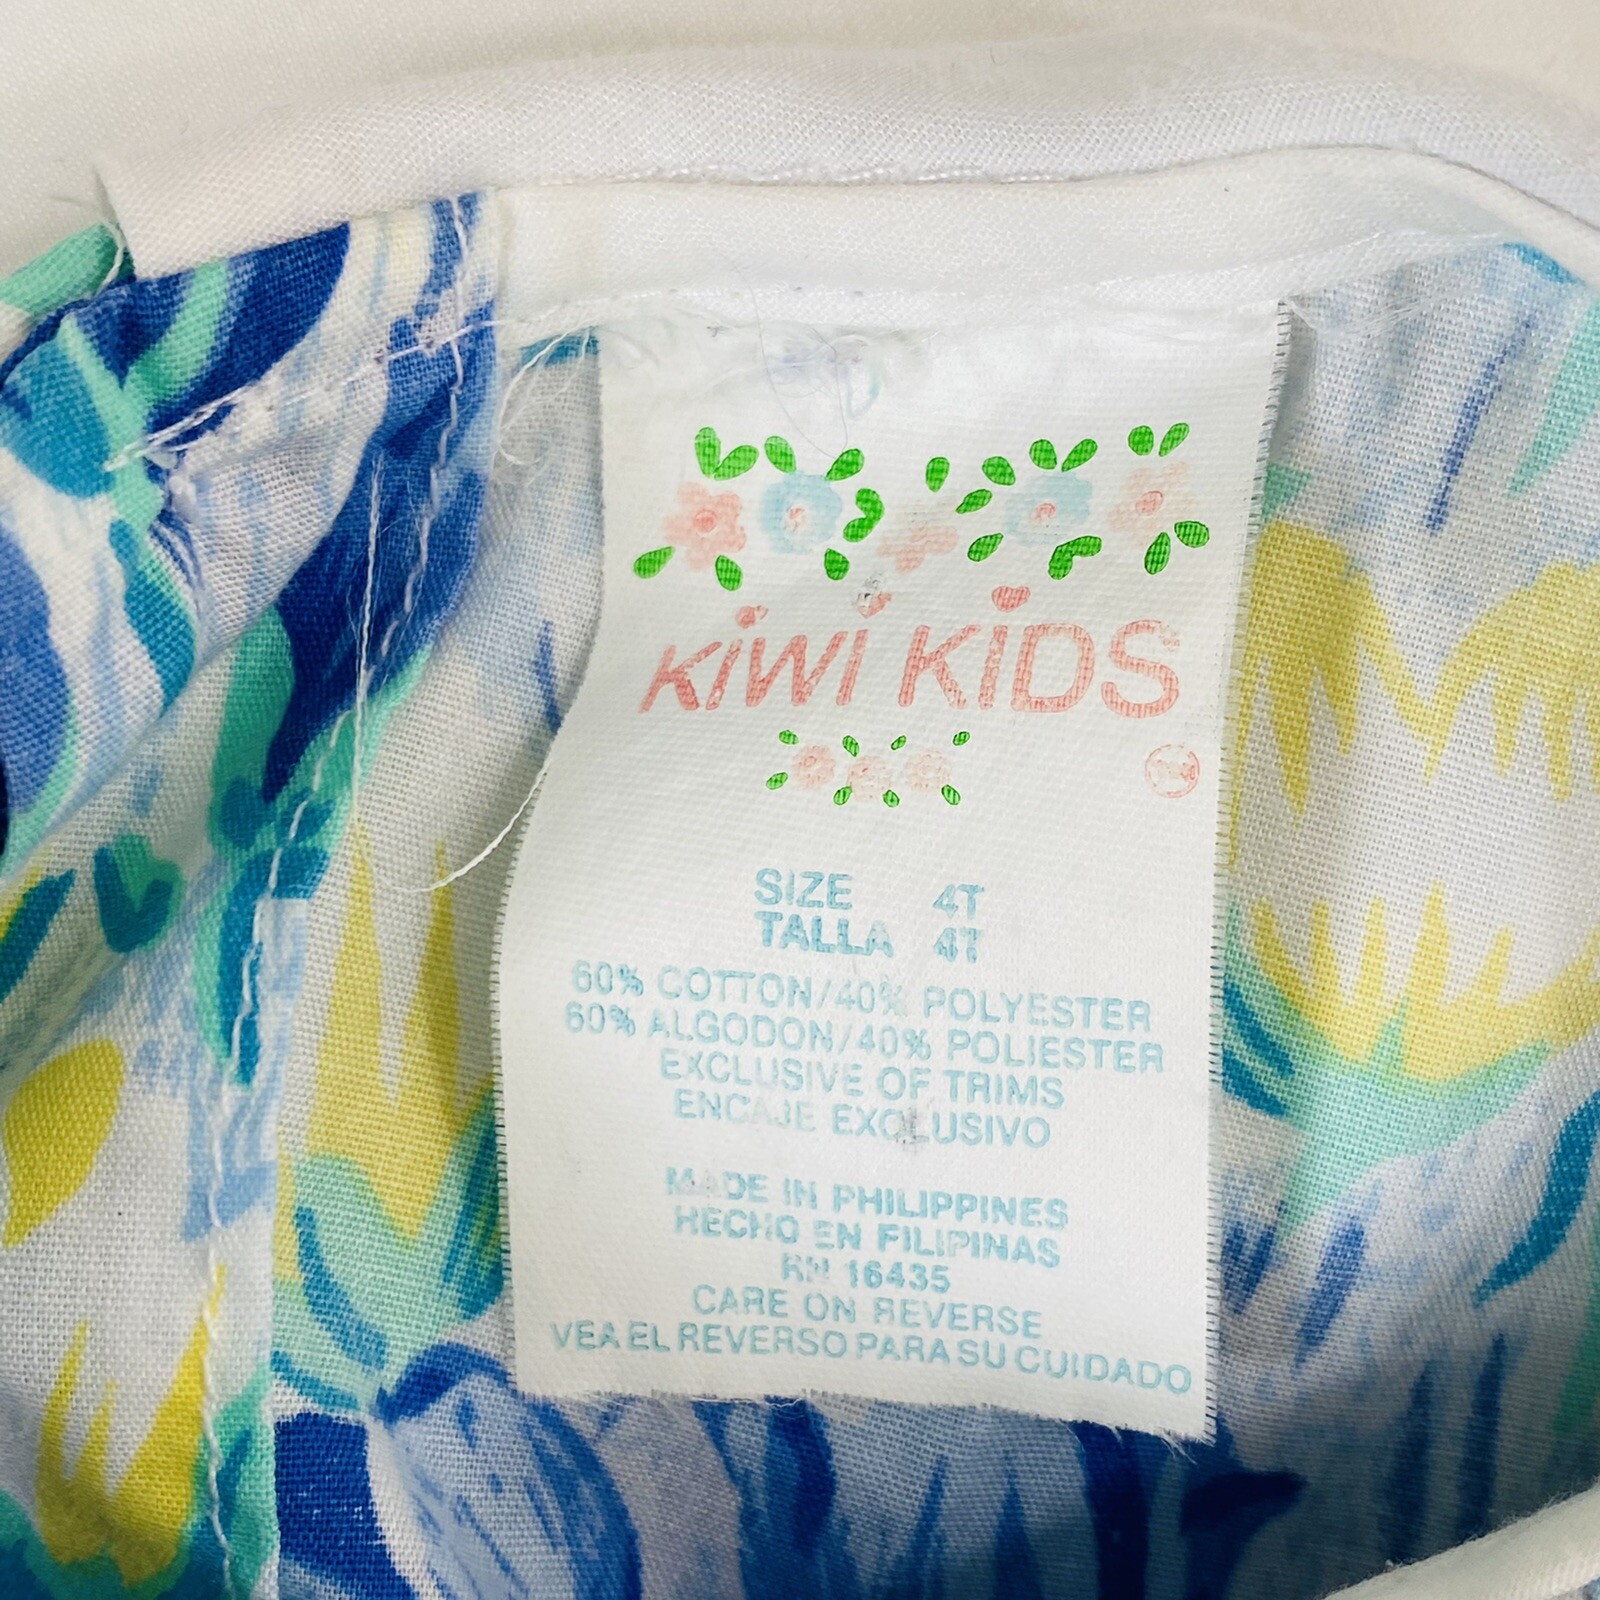 KiWi KiDS
SIZE 4T
TALLA 4T
60% COTTON/40% POLYESTER
60% ALGODON/40% POLIESTER
EXCLUSIVE OF TRIMS
ENCAJE EXCLUSIVO
MADE IN PHILIPPINES
HECHO EN FILIPINAS
RN 16435
CARE ON REVERSE
VEA EL REVERSO PARA SU CUIDADO